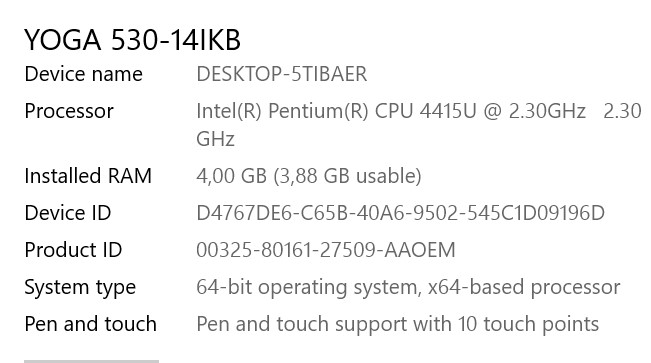 YOGA 530-14IKB
Device name DESKTOP-5TIBAER
Processor Intel(R) Pentium(R) CPU 4415U @ 2.30GHz 2.30
GHz
Installed RAM 4,00 GB (3,88 GB usable)
Device ID D4767DE6-C65B-40A6-9502-545C1D09196D
Product ID 00325-80161-27509-AAOEM
System type 64-bit operating system, x64-based processor
Pen and touch Pen and touch support with 10 touch points